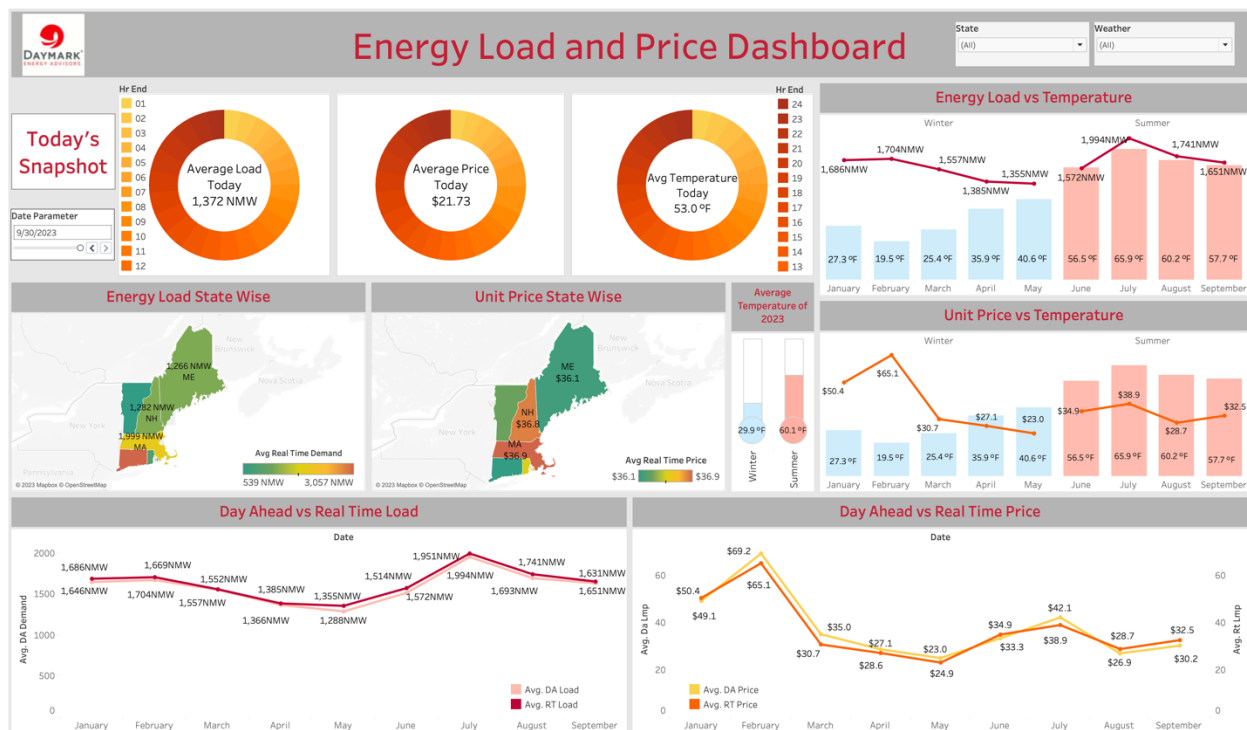 DAYMARK®
ENERGY ADVISORS
Energy Load and Price Dashboard
State
(All)
Weather
(All)
Today's
Snapshot
Date Parameter
9/30/2023
Hr End
01
02
03
04
05
06
07
08
09
10
11
12
Average Load
Today
1,372 NMW
Average Price
Today
$21.73
Avg Temperature
Today
53.0 ºF
Hr End
24
23
22
21
20
19
18
17
16
15
14
13
Energy Load vs Temperature
Winter
Summer
1,686NMW
1,704NMW
1,557NMW
1,385NMW
1,355NMW
1,572NMW
1,994NMW
1,741NMW
1,651NMW
27.3 ºF
19.5 ºF
25.4 ºF
35.9 ºF
40.6 ºF
56.5 ºF
65.9 ºF
60.2 ºF
57.7 ºF
January
February
March
April
May
June
July
August
September
Energy Load State Wise
New
Brunswick
Nova Scotia
New York
Pennsylvania
1,266 NMW
ME
1,282 NMW
NH
1,999 NMW
MA
Avg Real Time Demand
539 NMW
3,057 NMW
© 2023 Mapbox © OpenStreetMap
Unit Price State Wise
New
Brunswick
Nova Scotia
New York
Pennsylvania
ME
$36.1
NH
$36.8
MA
$36.9
Avg Real Time Price
$36.1
$36.9
© 2023 Mapbox © OpenStreetMap
Average
Temperature of
2023
29.9 ºF
60.1 ºF
Winter
Summer
Unit Price vs Temperature
Winter
Summer
$50.4
$65.1
$30.7
$27.1
$23.0
$34.9
$38.9
$28.7
$32.5
27.3 ºF
19.5 ºF
25.4 ºF
35.9 ºF
40.6 ºF
56.5 ºF
65.9 ºF
60.2 ºF
57.7 ºF
January
February
March
April
May
June
July
August
September
Day Ahead vs Real Time Load
Date
Avg. DA Demand
2000
1500
1000
500
0
1,686NMW
1,646NMW
1,669NMW
1,704NMW
1,552NMW
1,557NMW
1,385NMW
1,366NMW
1,355NMW
1,288NMW
1,514NMW
1,572NMW
1,951NMW
1,994NMW
1,741NMW
1,693NMW
1,631NMW
1,651NMW
Avg. DA Load
Avg. RT Load
January
February
March
April
May
June
July
August
September
Day Ahead vs Real Time Price
Date
Avg. Da Lmp
60
40
20
0
$50.4
$49.1
$69.2
$65.1
$35.0
$30.7
$27.1
$28.6
$23.0
$24.9
$34.9
$33.3
$42.1
$38.9
$28.7
$26.9
$32.5
$30.2
Avg. DA Price
Avg. RT Price
60
40
20
0
Avg. Rt Lmp
January
February
March
April
May
June
July
August
September